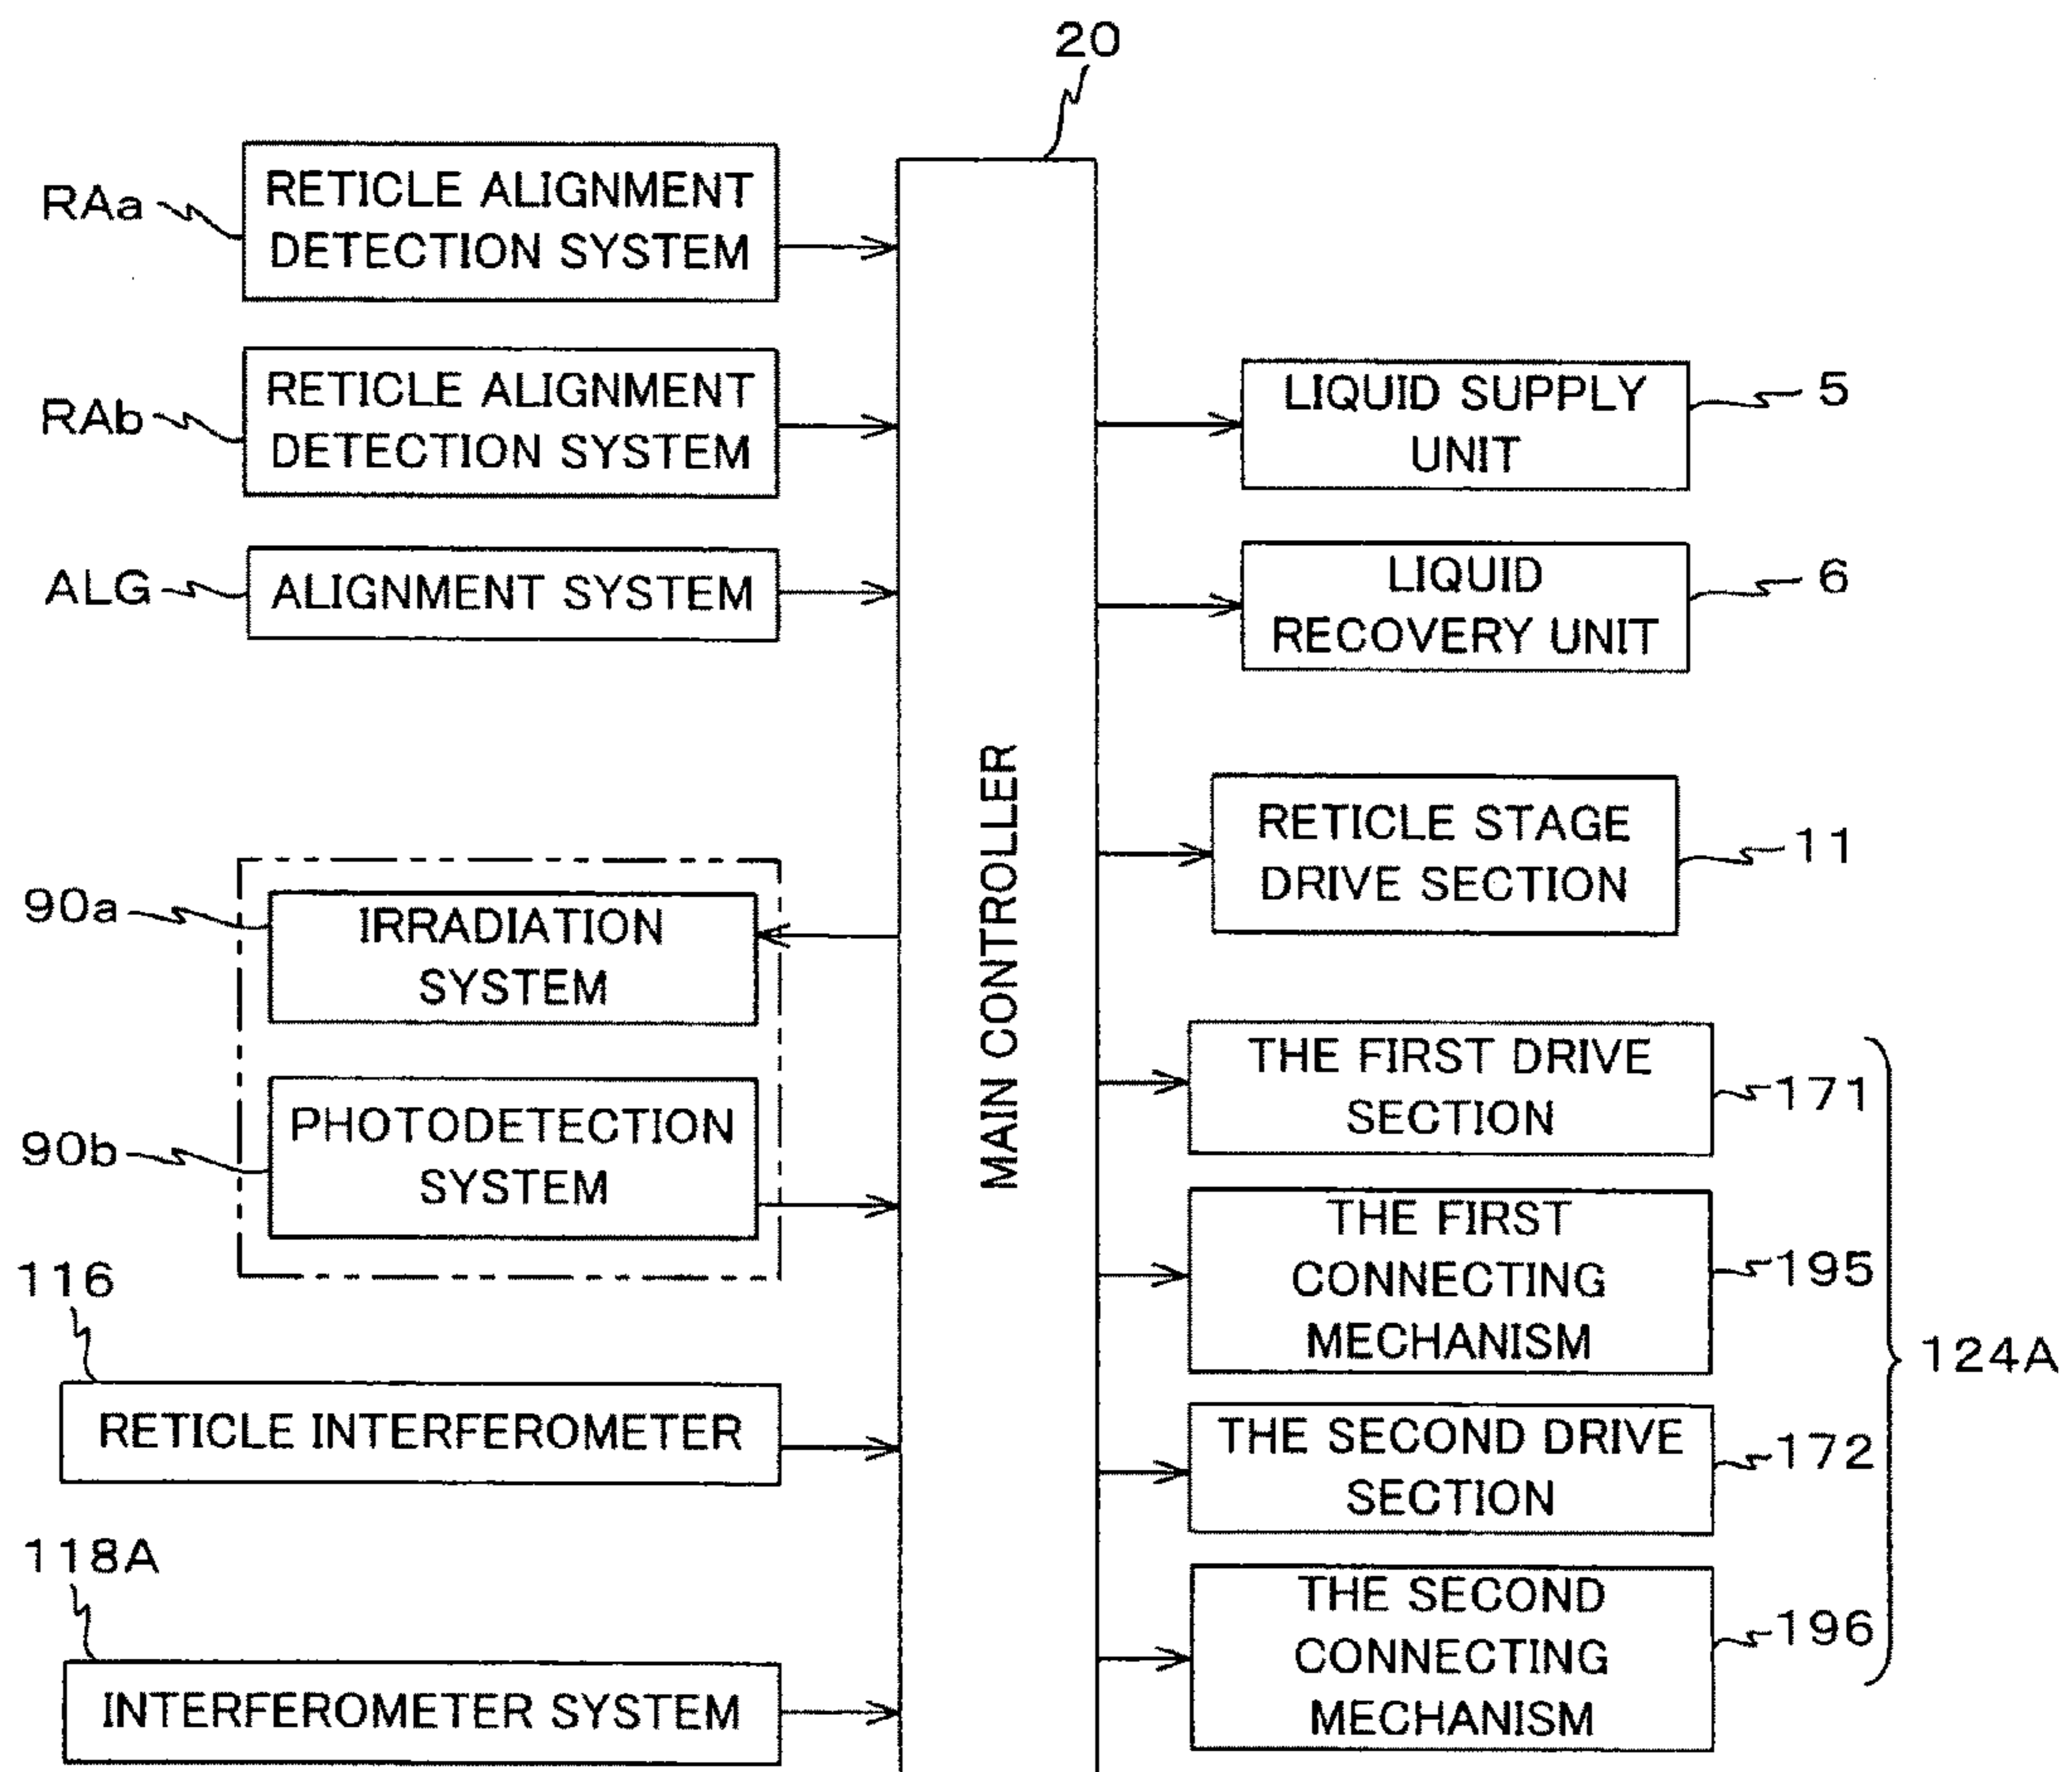 20
RAa
RETICLE ALIGNMENT
DETECTION SYSTEM
RAb
RETICLE ALIGNMENT
DETECTION SYSTEM
ALG
ALIGNMENT SYSTEM
90a
IRRADIATION
SYSTEM
90b
PHOTODETECTION
SYSTEM
116
RETICLE INTERFEROMETER
118A
INTERFEROMETER SYSTEM
MAIN CONTROLLER
LIQUID SUPPLY
UNIT
5
LIQUID
RECOVERY UNIT
6
RETICLE STAGE
DRIVE SECTION
11
THE FIRST DRIVE
SECTION
171
THE FIRST
CONNECTING
MECHANISM
195
THE SECOND DRIVE
SECTION
172
THE SECOND
CONNECTING
MECHANISM
196
124A